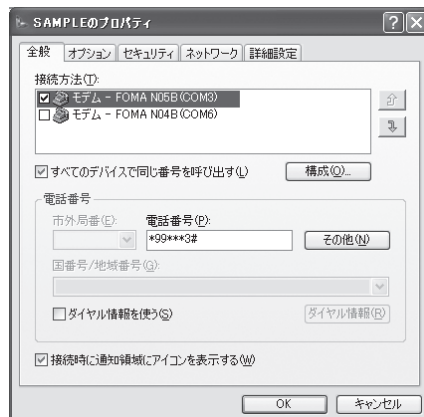 SAMPLEのプロパティ
全般 オプション セキュリティ ネットワーク 詳細設定
接続方法(T):
モデム - FOMA N05B(COM3)
モデム - FOMA N04B(COM6)
すべてのデバイスで同じ番号を呼び出す(L) 構成(O)...
電話番号
市外局番(E): 電話番号(P):
*99***3# その他(N)
国番号/地域番号(G):
ダイヤル情報を使う(S) ダイヤル情報(R)
接続時に通知領域にアイコンを表示する(W)
OK キャンセル